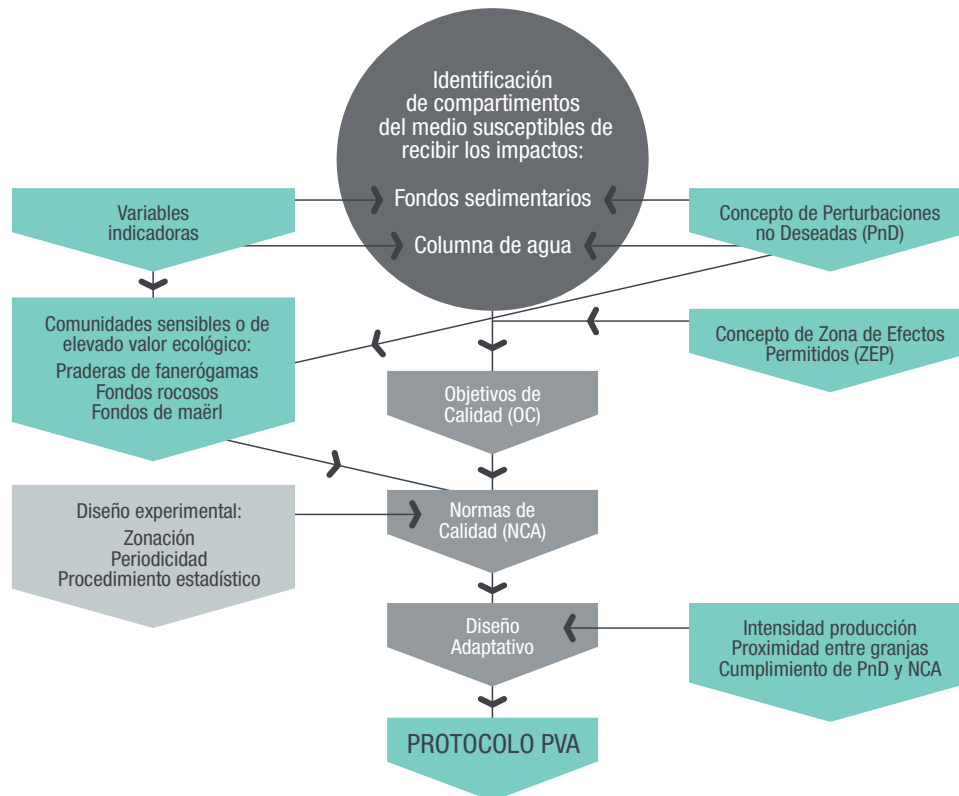 Identificación
de compartimentos
del medio susceptibles de
recibir los impactos:
Fondos sedimentarios
Columna de agua
Variables
indicadoras
Concepto de Perturbaciones
no Deseadas (PnD)
Comunidades sensibles o de
elevado valor ecológico:
Praderas de fanerógamas
Fondos rocosos
Fondos de maërl
Concepto de Zona de Efectos
Permitidos (ZEP)
Objetivos de
Calidad (OC)
Diseño experimental:
Zonación
Periodicidad
Procedimiento estadístico
Normas de
Calidad (NCA)
Diseño
Adaptativo
Intensidad producción
Proximidad entre granjas
Cumplimiento de PnD y NCA
PROTOCOLO PVA